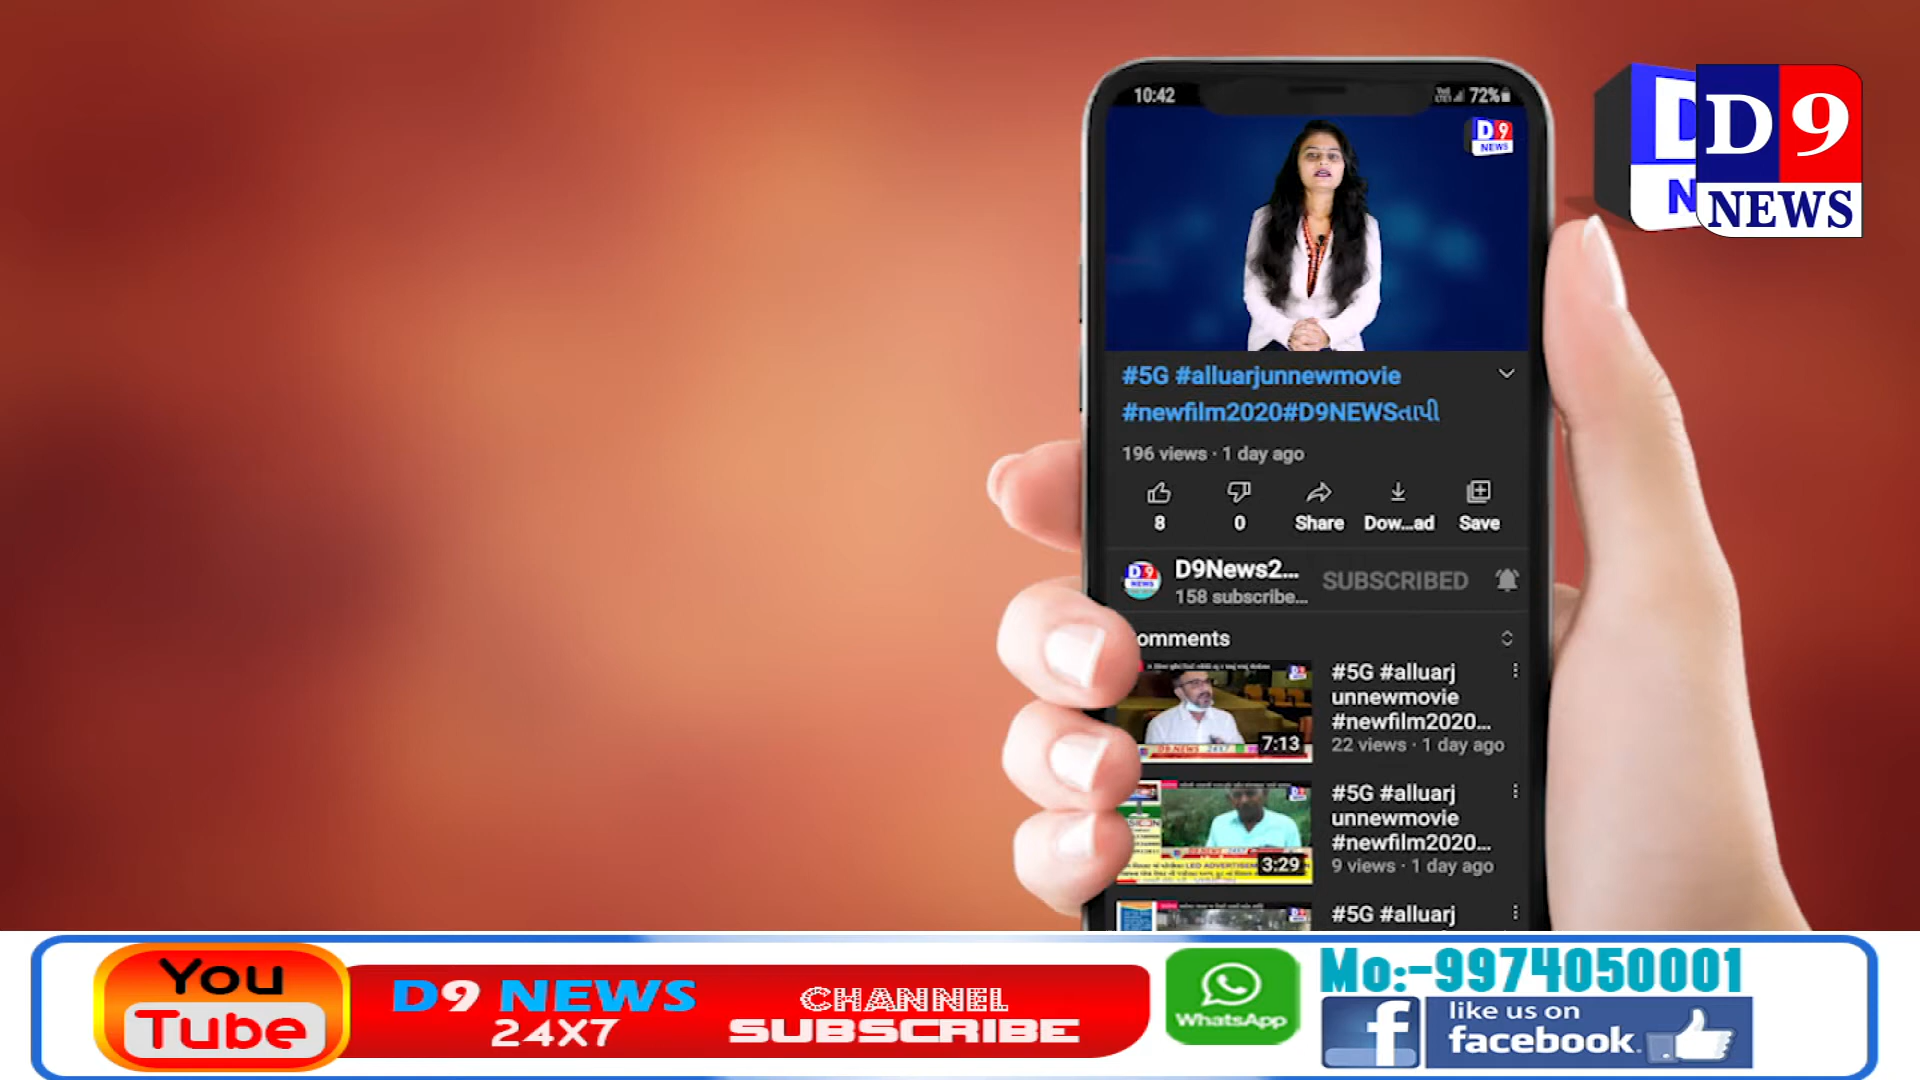 10:42
72%
D9
NEWS
D9
NEWS
D
N
#5G #alluarjunnewmovie
#newfilm2020#D9NEWSતાપી
196 views · 1 day ago
8
0
Share
Dow...ad
Save
D9
NEWS
D9News2...
158 subscribe...
SUBSCRIBED
omments
#5G #alluarj
unnewmovie
#newfilm2020...
22 views · 1 day ago
7:13
#5G #alluarj
unnewmovie
#newfilm2020...
9 views · 1 day ago
3:29
#5G #alluarj
You
Tube
D9 NEWS
24X7
CHANNEL
SUBSCRIBE
WhatsApp
Mo:-9974050001
f
like us on
facebook.